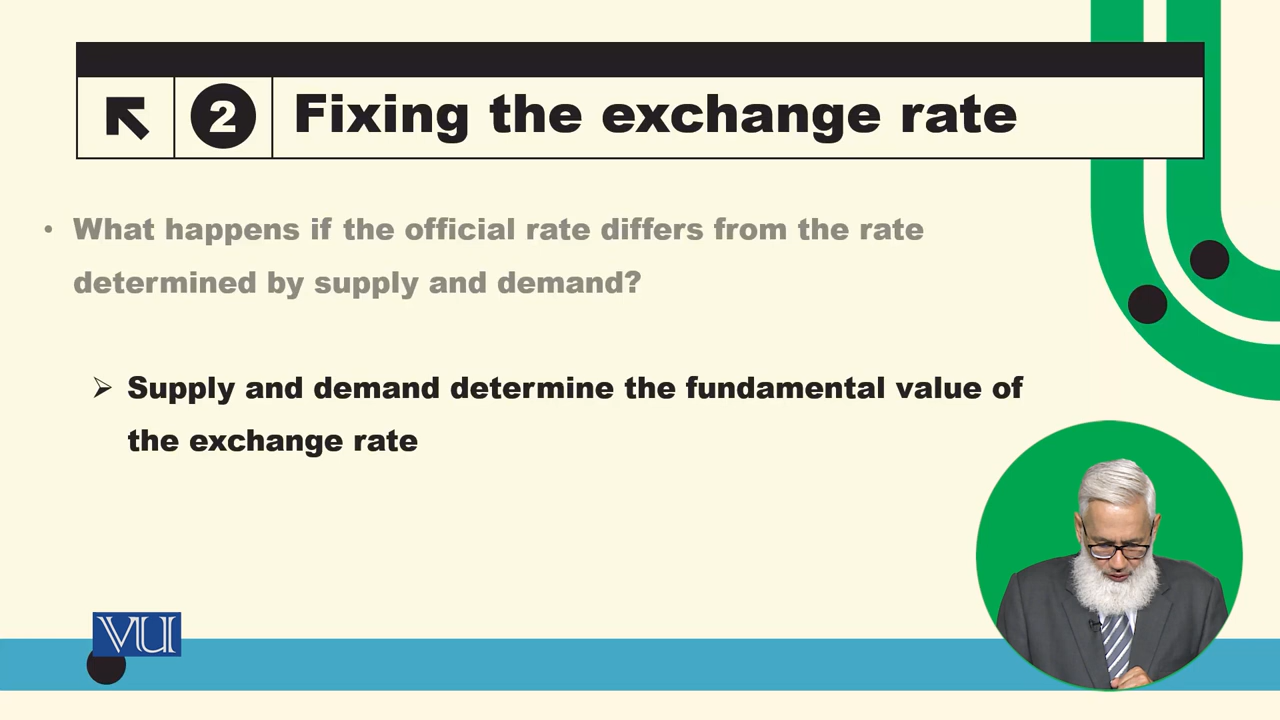 2 Fixing the exchange rate
• What happens if the official rate differs from the rate
determined by supply and demand?
➢ Supply and demand determine the fundamental value of
the exchange rate
VU